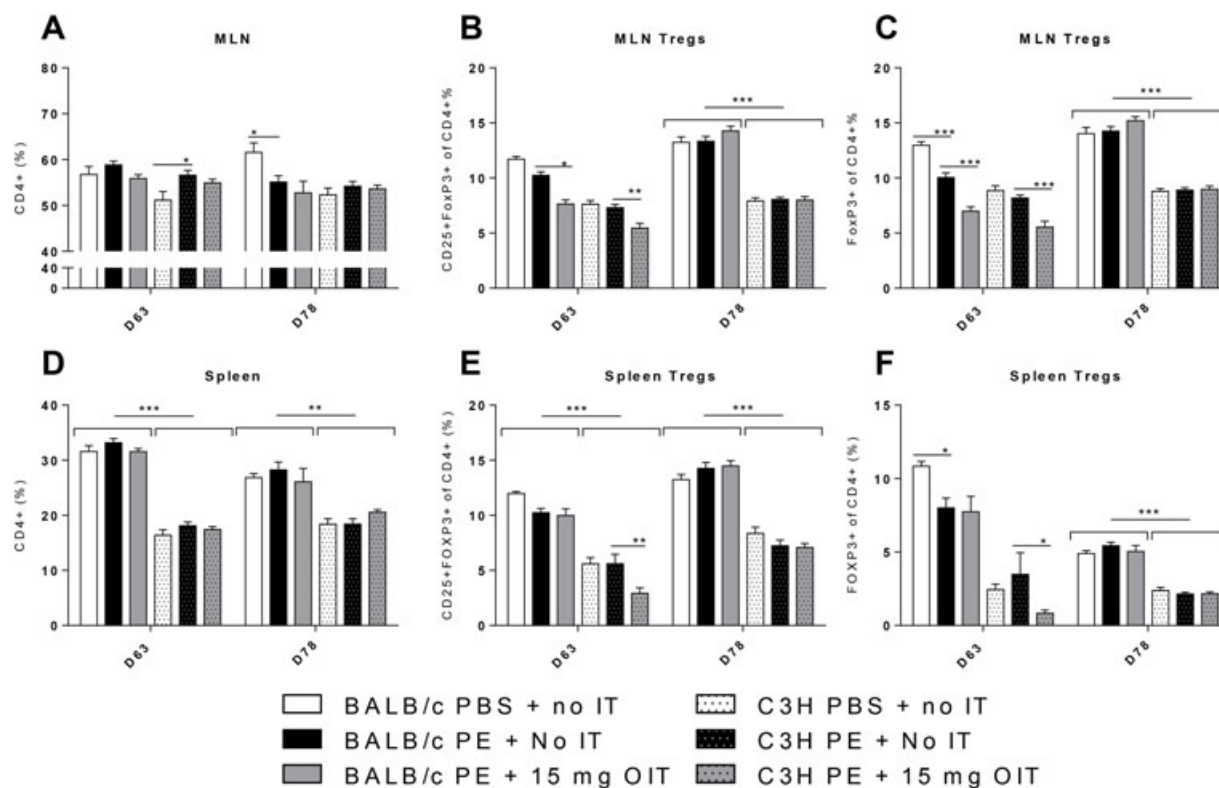 A
MLN
CD4+ (%)
80
70
60
50
40
40
0
D63
D78
*
*
B
MLN Tregs
CD25+FoxP3+ of CD4+%
20
15
10
5
0
D63
D78
*
**
***
C
MLN Tregs
FoxP3+ of CD4+%
20
15
10
5
0
D63
D78
***
***
***
***
D
Spleen
CD4+ (%)
40
30
20
10
0
D63
D78
***
**
E
Spleen Tregs
CD25+FOXP3+ of CD4+ (%)
20
15
10
5
0
D63
D78
***
**
***
F
Spleen Tregs
FOXP3+ of CD4+ (%)
15
10
5
0
D63
D78
*
*
***
BALB/c PBS + no IT
BALB/c PE + No IT
BALB/c PE + 15 mg OIT
C3H PBS + no IT
C3H PE + No IT
C3H PE + 15 mg OIT